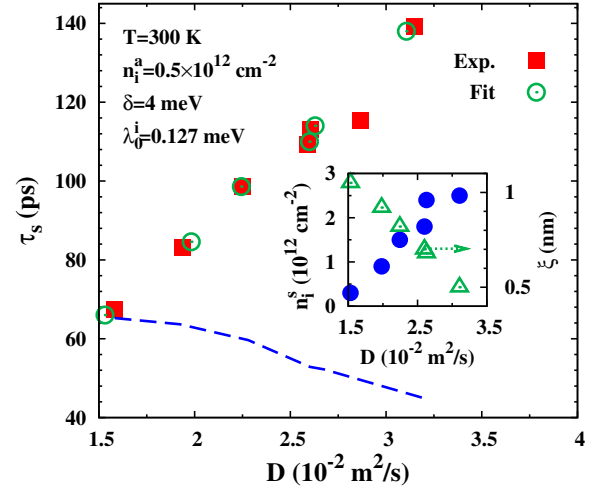 140
120
100
80
60
40
τs (ps)
T=300 K
n_i^a=0.5×10^12 cm^-2
δ=4 meV
λ_0^i=0.127 meV
Exp.
Fit
3
2
1
0
n_i^s (10^12 cm^-2)
1
0.5
ξ (nm)
1.5 2.5 3.5
D (10^-2 m^2/s)
1.5 2 2.5 3 3.5 4
D (10^-2 m^2/s)